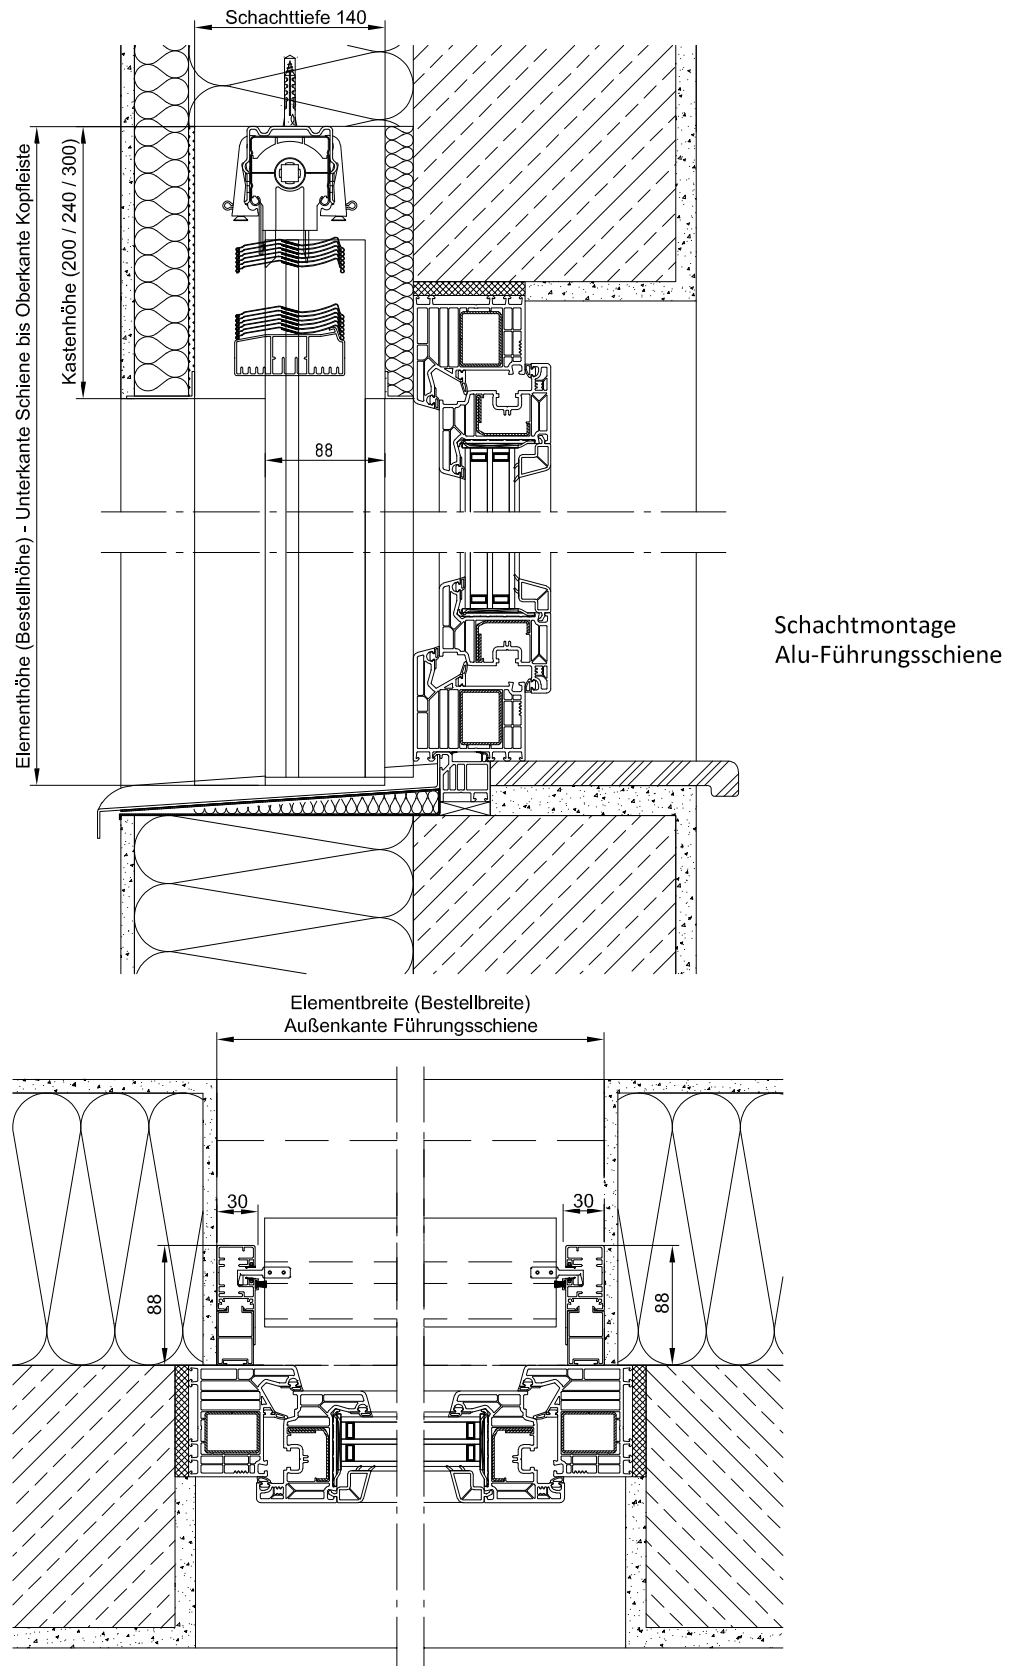 Schachttiefe 140
Elementhöhe (Bestellhöhe) - Unterkante Schiene bis Oberkante Kopfleiste
Kastenhöhe (200 / 240 / 300)
88
Schachtmontage
Alu-Führungsschiene
Elementbreite (Bestellbreite)
Außenkante Führungsschiene
30
30
88
88